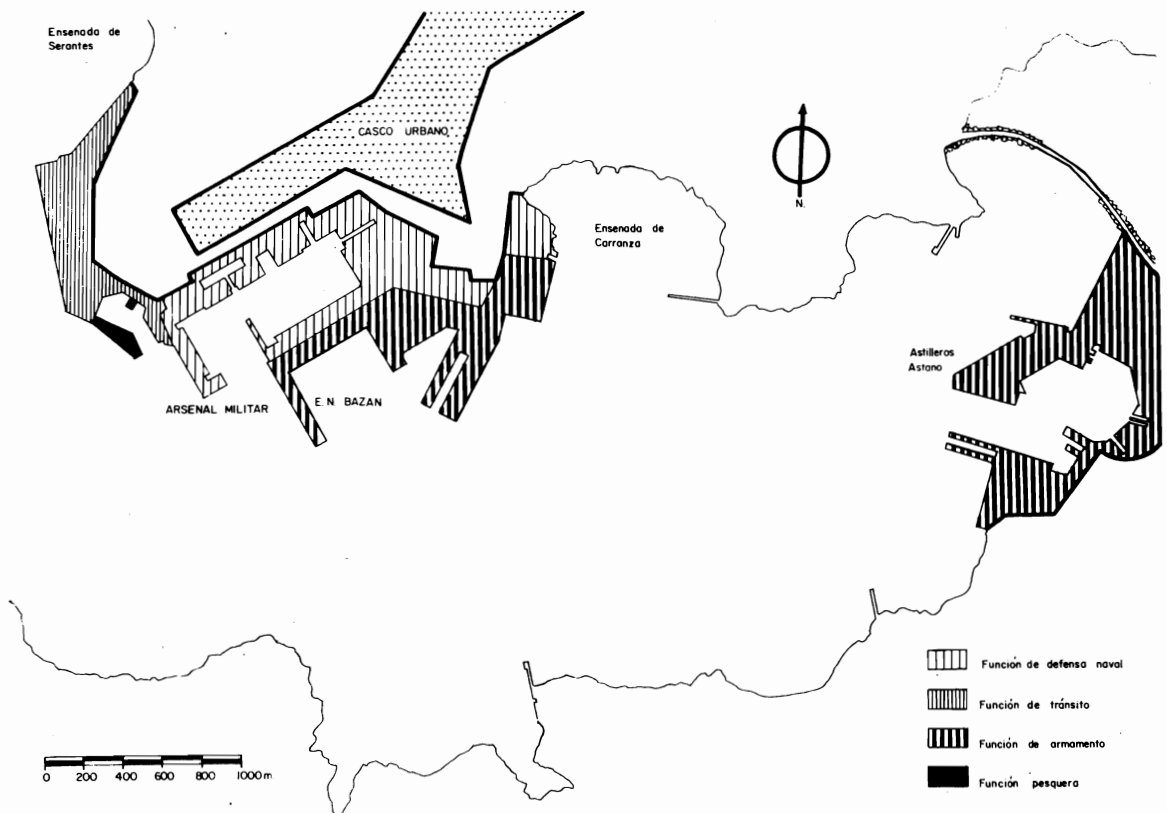 Ensenada de
Serantes
CASCO URBANO
N.
Ensenada de
Carranza
Astilleros
Astano
ARSENAL MILITAR
E. N. BAZAN
Función de defensa naval
Función de tránsito
Función de armamento
Función pesquera
0 200 400 600 800 1000 m